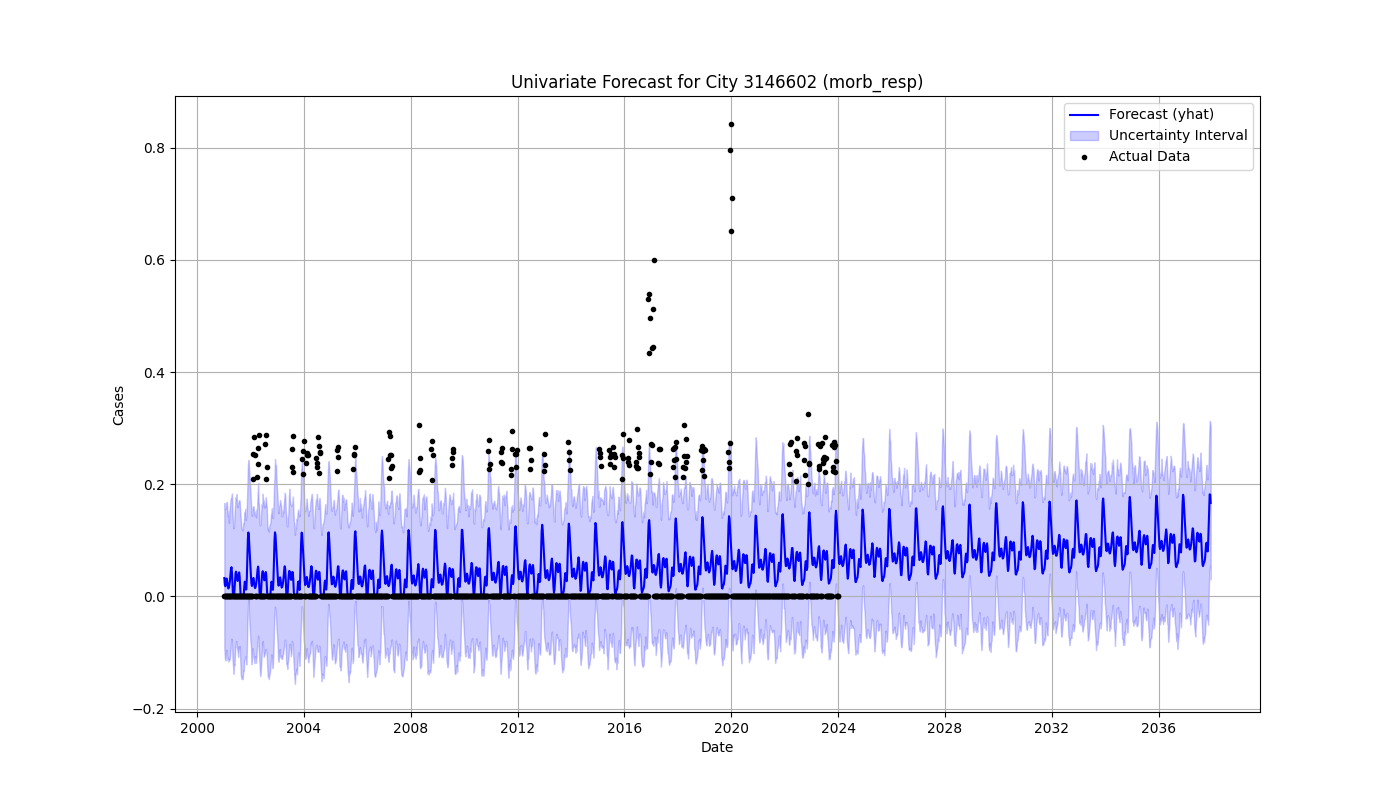 Univariate Forecast for City 3146602 (morb_resp)
Forecast (yhat)
Uncertainty Interval
Actual Data
Cases
0.8
0.6
0.4
0.2
0.0
−0.2
2000 2004 2008 2012 2016 2020 2024 2028 2032 2036
Date